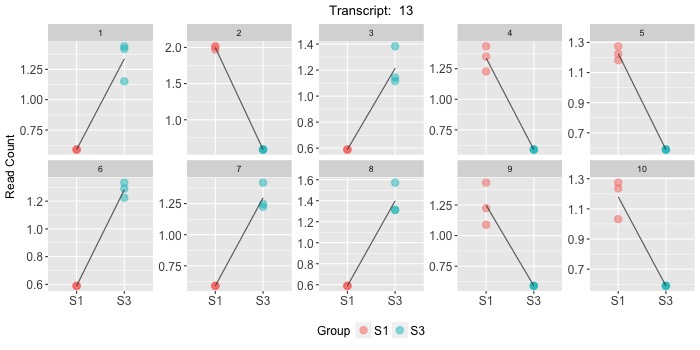 Transcript: 13
1 2 3 4 5
1.25 1.00 0.75
2.0 1.5 1.0
1.4 1.2 1.0 0.8 0.6
1.25 1.00 0.75
1.3 1.1 0.9 0.7
Read Count
6 7 8 9 10
1.2 1.0 0.8 0.6
1.25 1.00 0.75
1.6 1.4 1.2 1.0 0.8 0.6
1.25 1.00 0.75
1.3 1.1 0.9 0.7
S1 S3 S1 S3 S1 S3 S1 S3 S1 S3
Group S1 S3